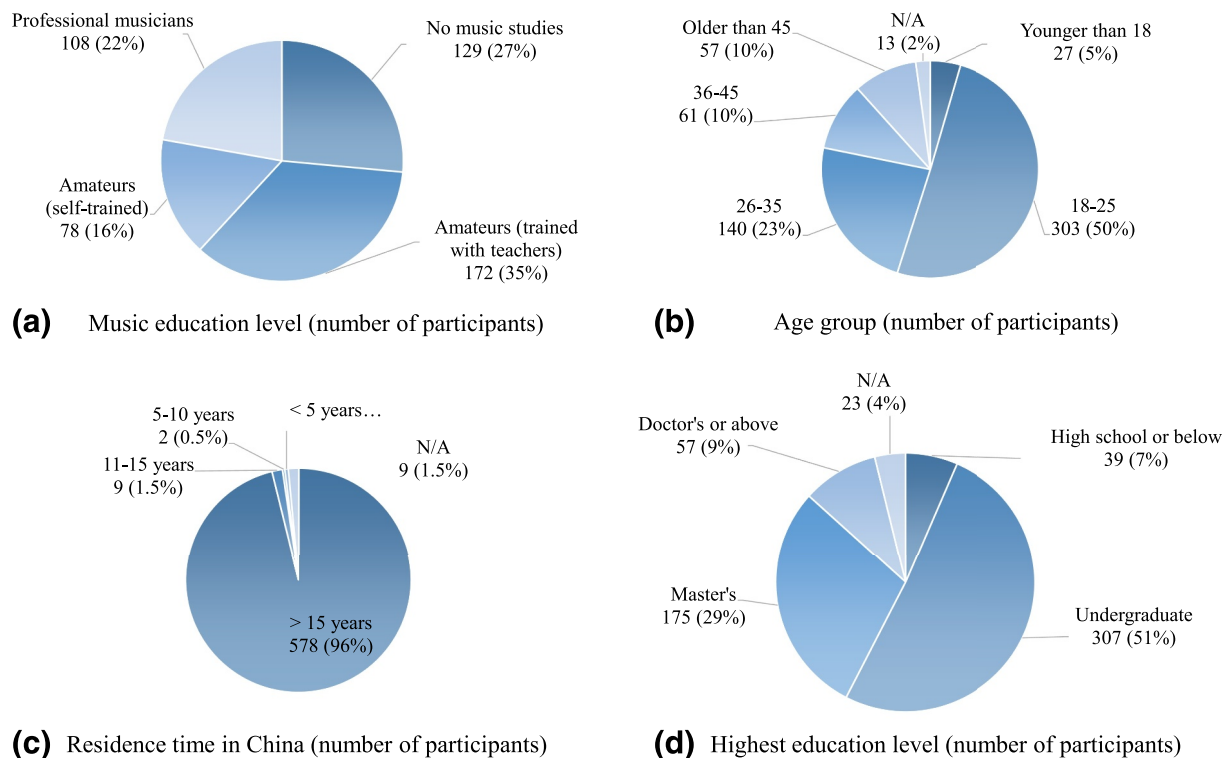 Professional musicians
108 (22%)
No music studies
129 (27%)
Amateurs
(self-trained)
78 (16%)
Amateurs (trained
with teachers)
172 (35%)
(a) Music education level (number of participants)
N/A
13 (2%)
Older than 45
57 (10%)
Younger than 18
27 (5%)
36-45
61 (10%)
26-35
140 (23%)
18-25
303 (50%)
(b) Age group (number of participants)
5-10 years
2 (0.5%)
< 5 years…
11-15 years
9 (1.5%)
N/A
9 (1.5%)
> 15 years
578 (96%)
(c) Residence time in China (number of participants)
N/A
23 (4%)
Doctor's or above
57 (9%)
High school or below
39 (7%)
Master's
175 (29%)
Undergraduate
307 (51%)
(d) Highest education level (number of participants)